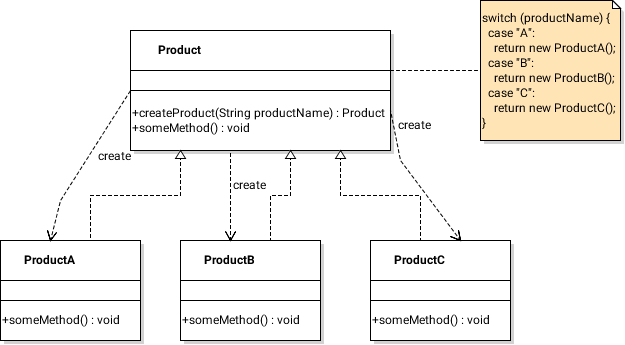 Product
+createProduct(String productName) : Product
+someMethod() : void
switch (productName) {
case "A":
return new ProductA();
case "B":
return new ProductB();
case "C":
return new ProductC();
}
create
create
create
ProductA
+someMethod() : void
ProductB
+someMethod() : void
ProductC
+someMethod() : void